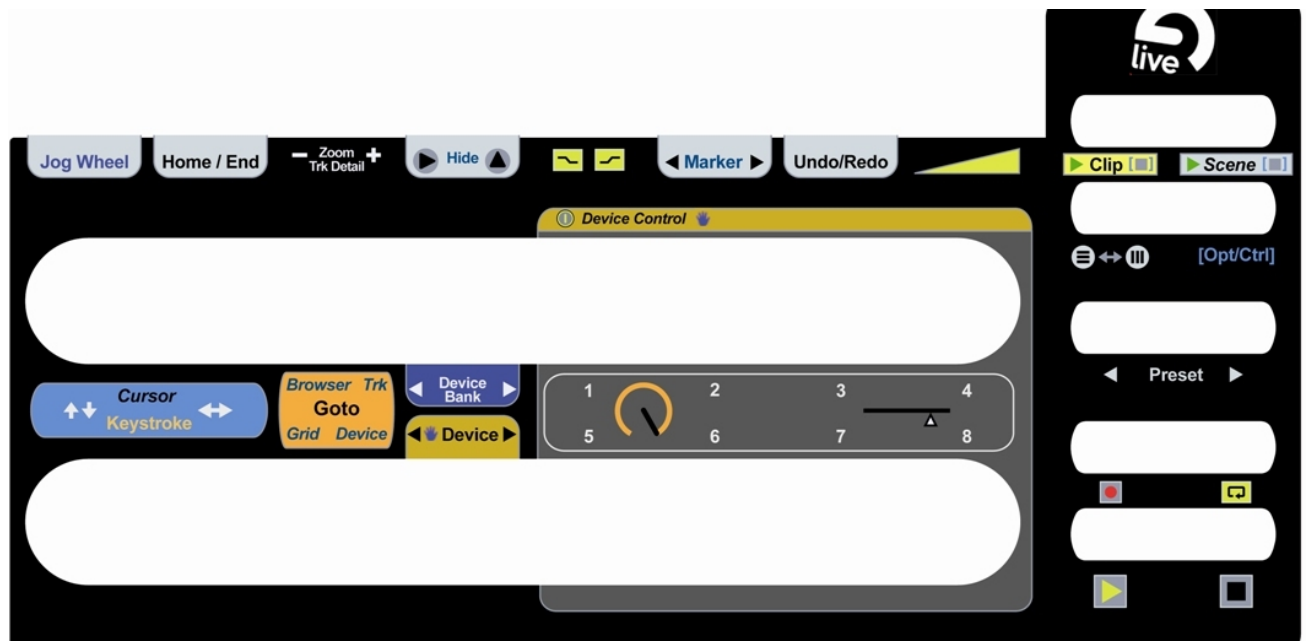 live
Jog Wheel
Home / End
Zoom
Trk Detail
Hide
Marker
Undo/Redo
Clip
Scene
Device Control
[Opt/Ctrl]
Preset
Cursor
Keystroke
Browser Trk
Goto
Grid Device
Device
Bank
Device
1 2 3 4
5 6 7 8